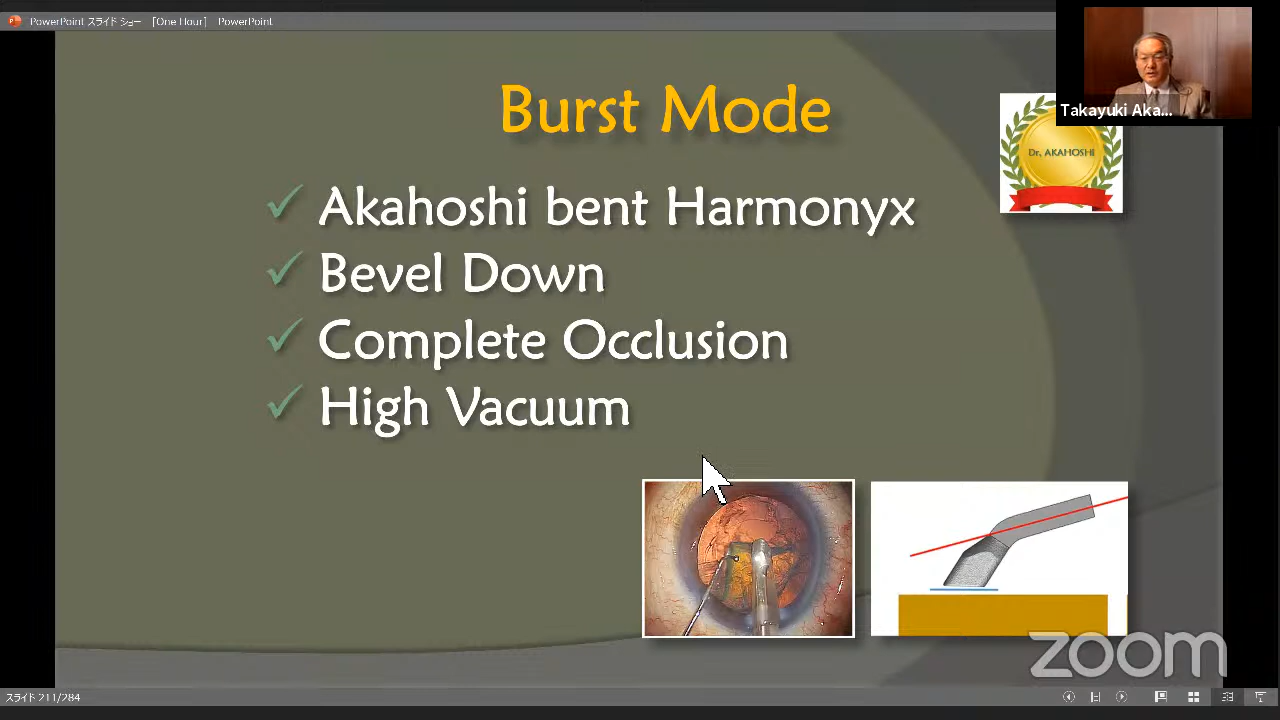 PowerPoint スライド ショー [One Hour] PowerPoint
Takayuki Aka...
Burst Mode
Dr. AKAHOSHI
✓ Akahoshi bent Harmonyx
✓ Bevel Down
✓ Complete Occlusion
✓ High Vacuum
zoom
スライド 211/284